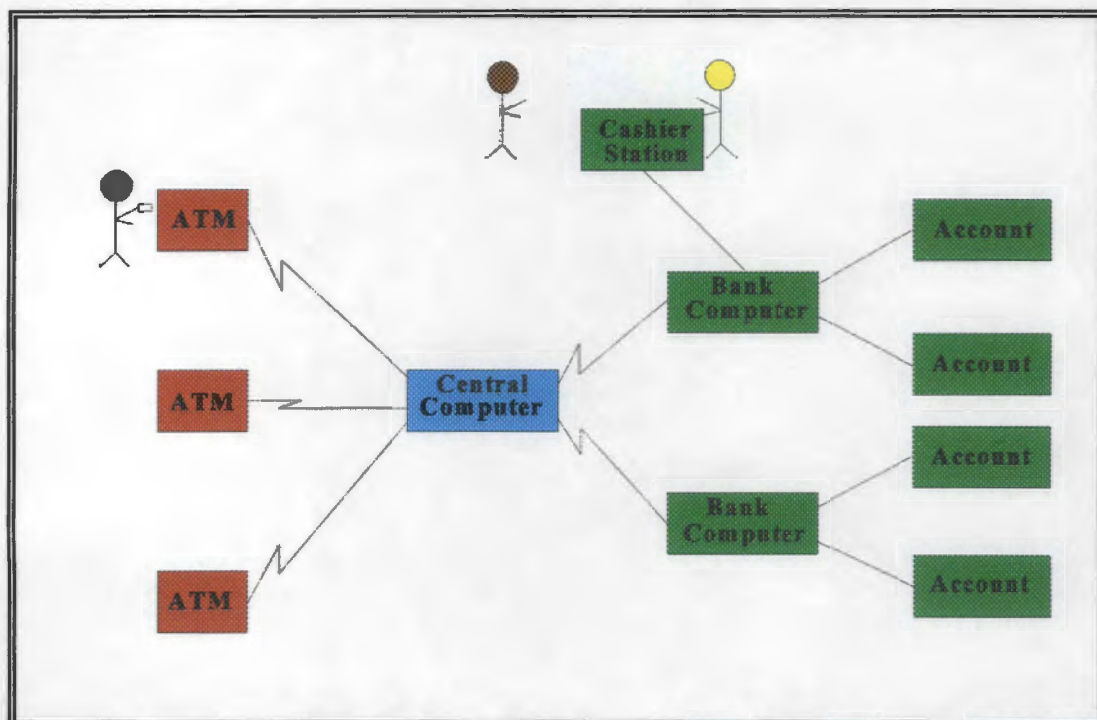 Cashier
Station
ATM
Account
Bank
Computer
Account
Central
Computer
ATM
Account
Bank
Computer
Account
ATM